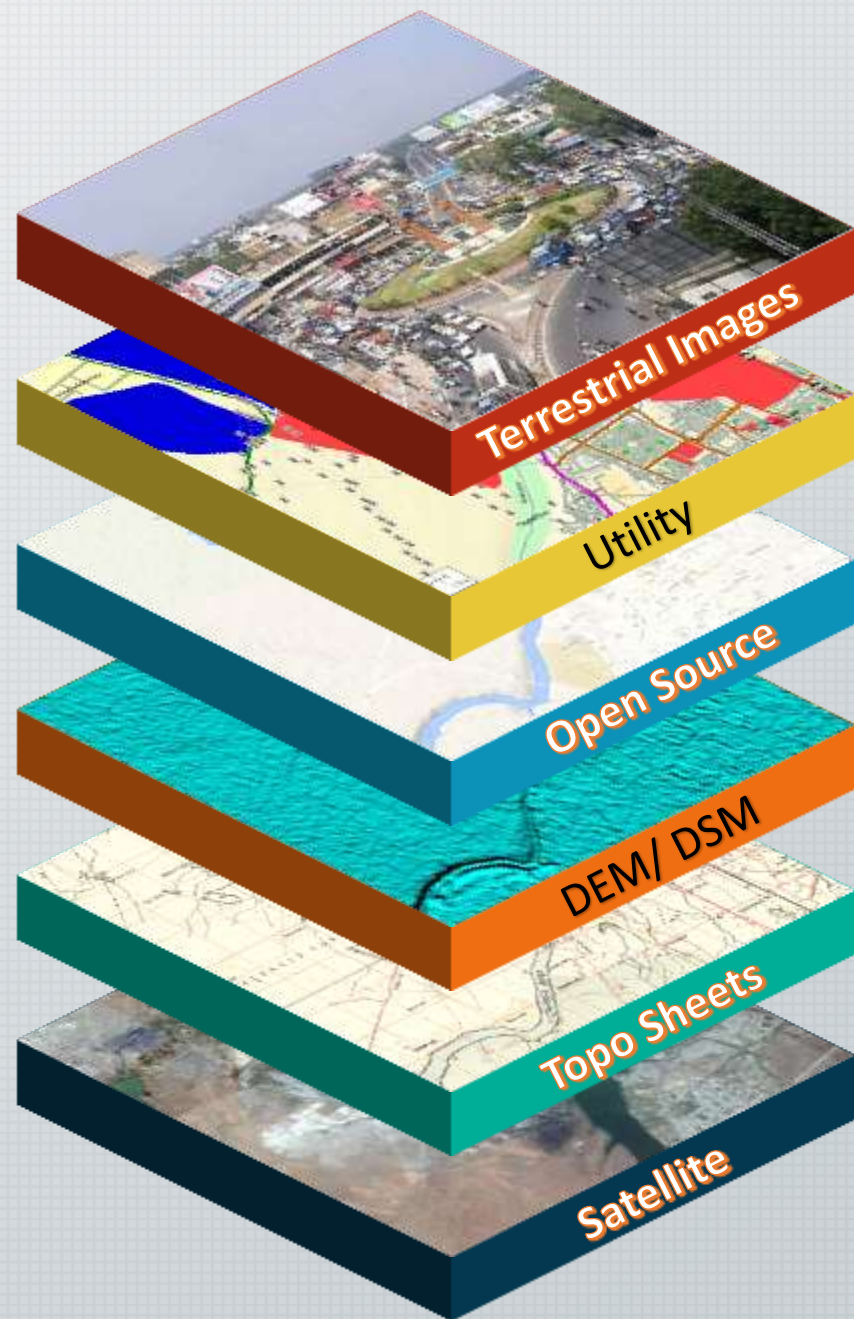 Terrestrial Images
Utility
Open Source
DEM/ DSM
Topo Sheets
Satellite